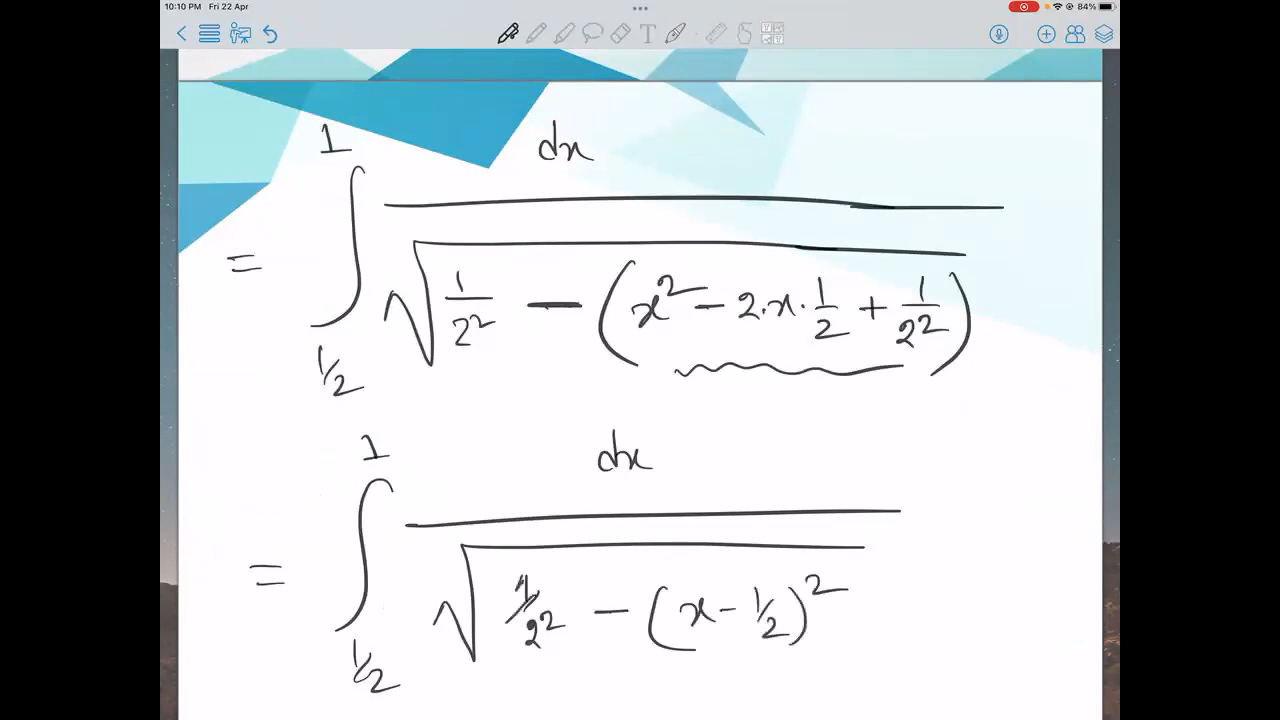 10:10 PM Fri 22 Apr 84%
T
1 dx
= ∫ √(1/2² − (x² − 2·x·1/2 + 1/2²))
1/2
1 dx
= ∫ √(1/2² − (x − 1/2)²)
1/2